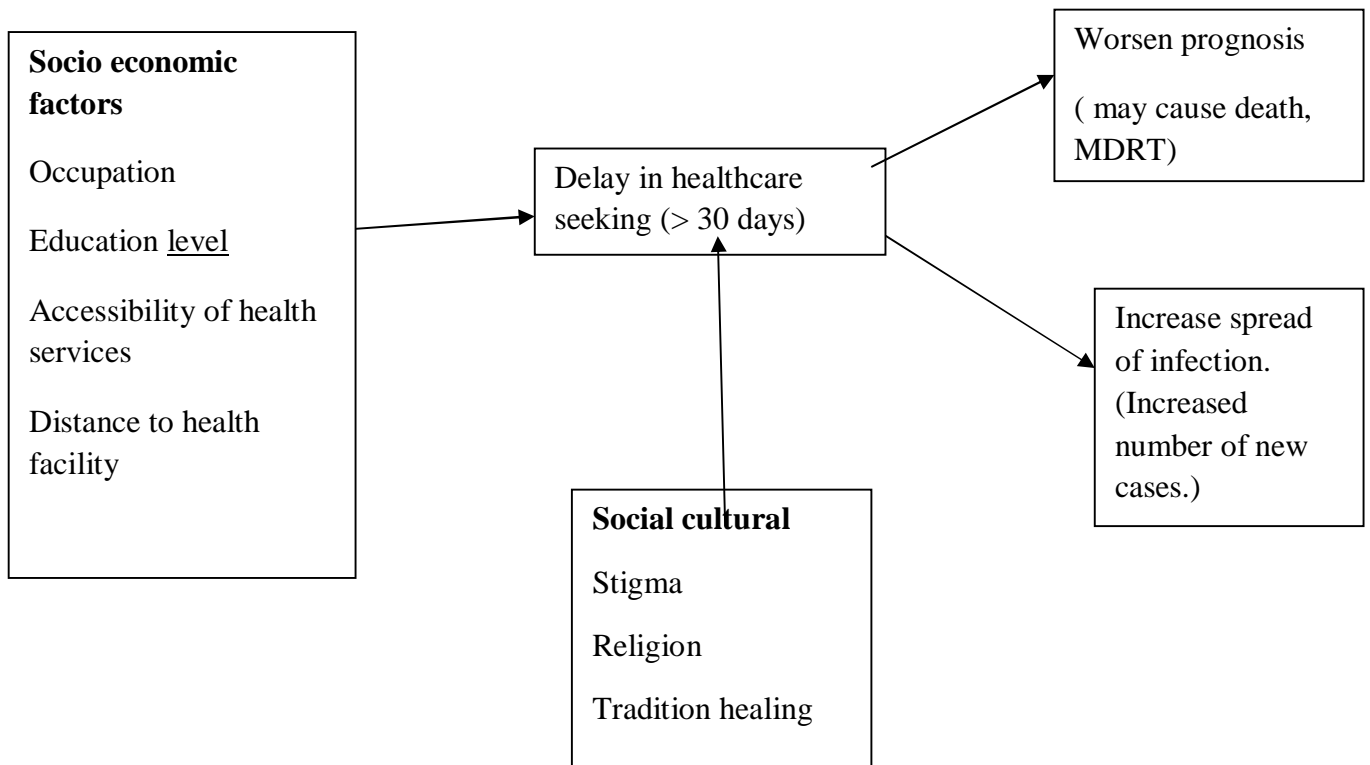 Socio economic
factors
Occupation
Education level
Accessibility of health
services
Distance to health
facility
Delay in healthcare
seeking (> 30 days)
Social cultural
Stigma
Religion
Tradition healing
Worsen prognosis
( may cause death,
MDRT)
Increase spread
of infection.
(Increased
number of new
cases.)